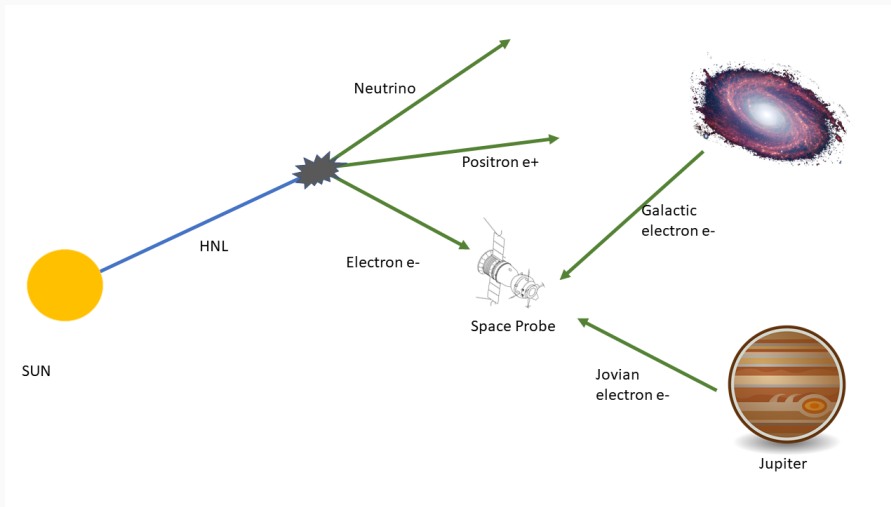 Neutrino
Positron e+
Galactic
electron e-
HNL
Electron e-
Space Probe
SUN
Jovian
electron e-
Jupiter